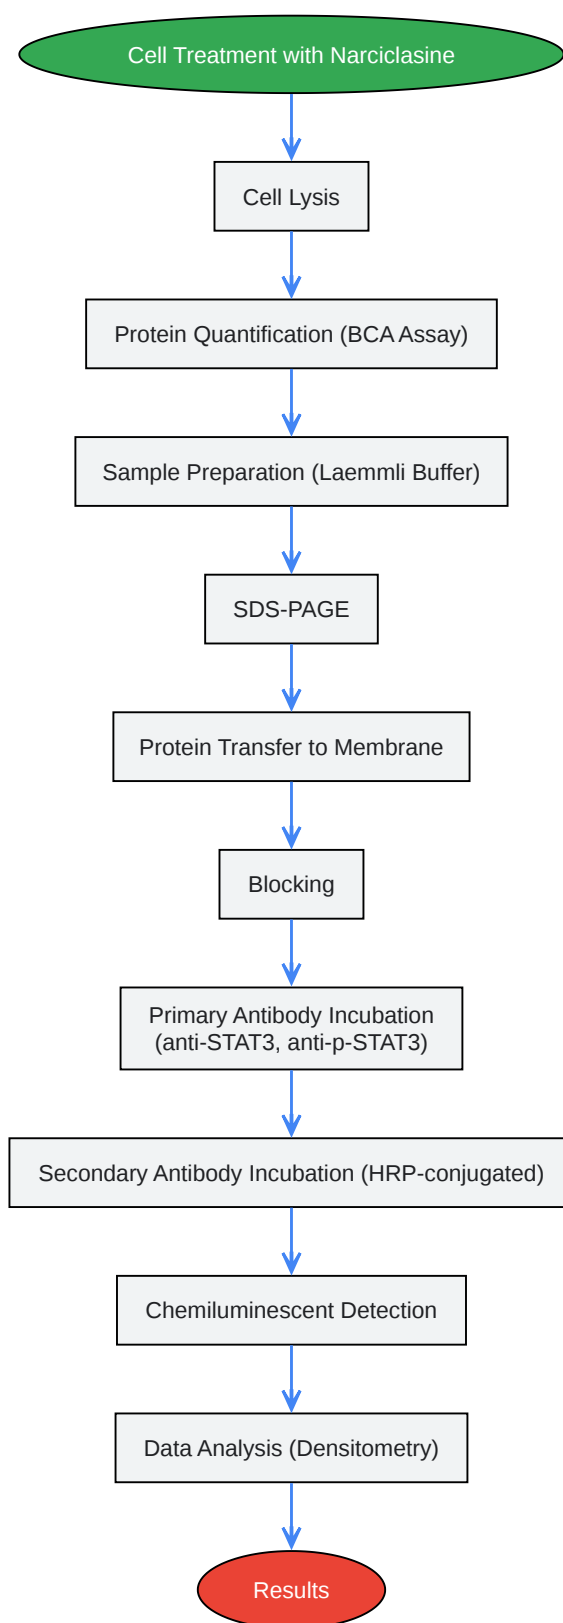 Cell Treatment with Narciclasine
Cell Lysis
Protein Quantification (BCA Assay)
Sample Preparation (Laemmli Buffer)
SDS-PAGE
Protein Transfer to Membrane
Blocking
Primary Antibody Incubation
(anti-STAT3, anti-p-STAT3)
Secondary Antibody Incubation (HRP-conjugated)
Chemiluminescent Detection
Data Analysis (Densitometry)
Results